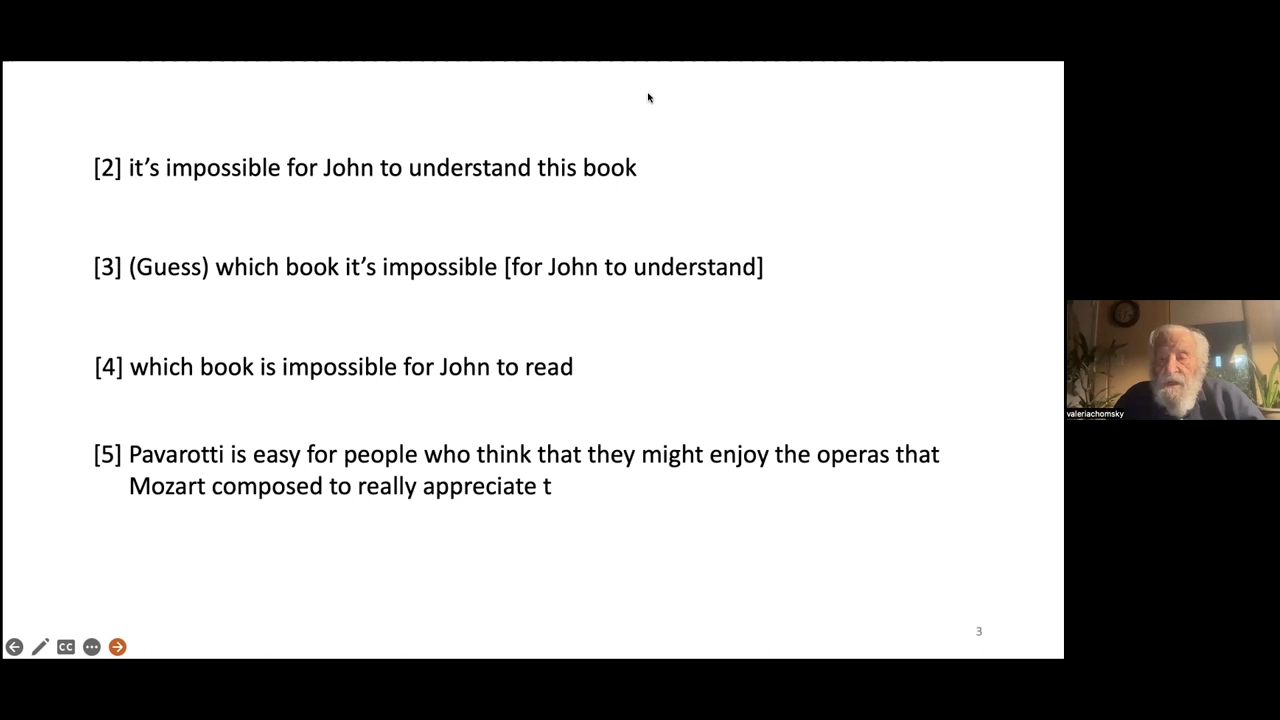 [2] it’s impossible for John to understand this book
[3] (Guess) which book it’s impossible [for John to understand]
[4] which book is impossible for John to read
[5] Pavarotti is easy for people who think that they might enjoy the operas that
Mozart composed to really appreciate t
valeriachomsky
3
CC